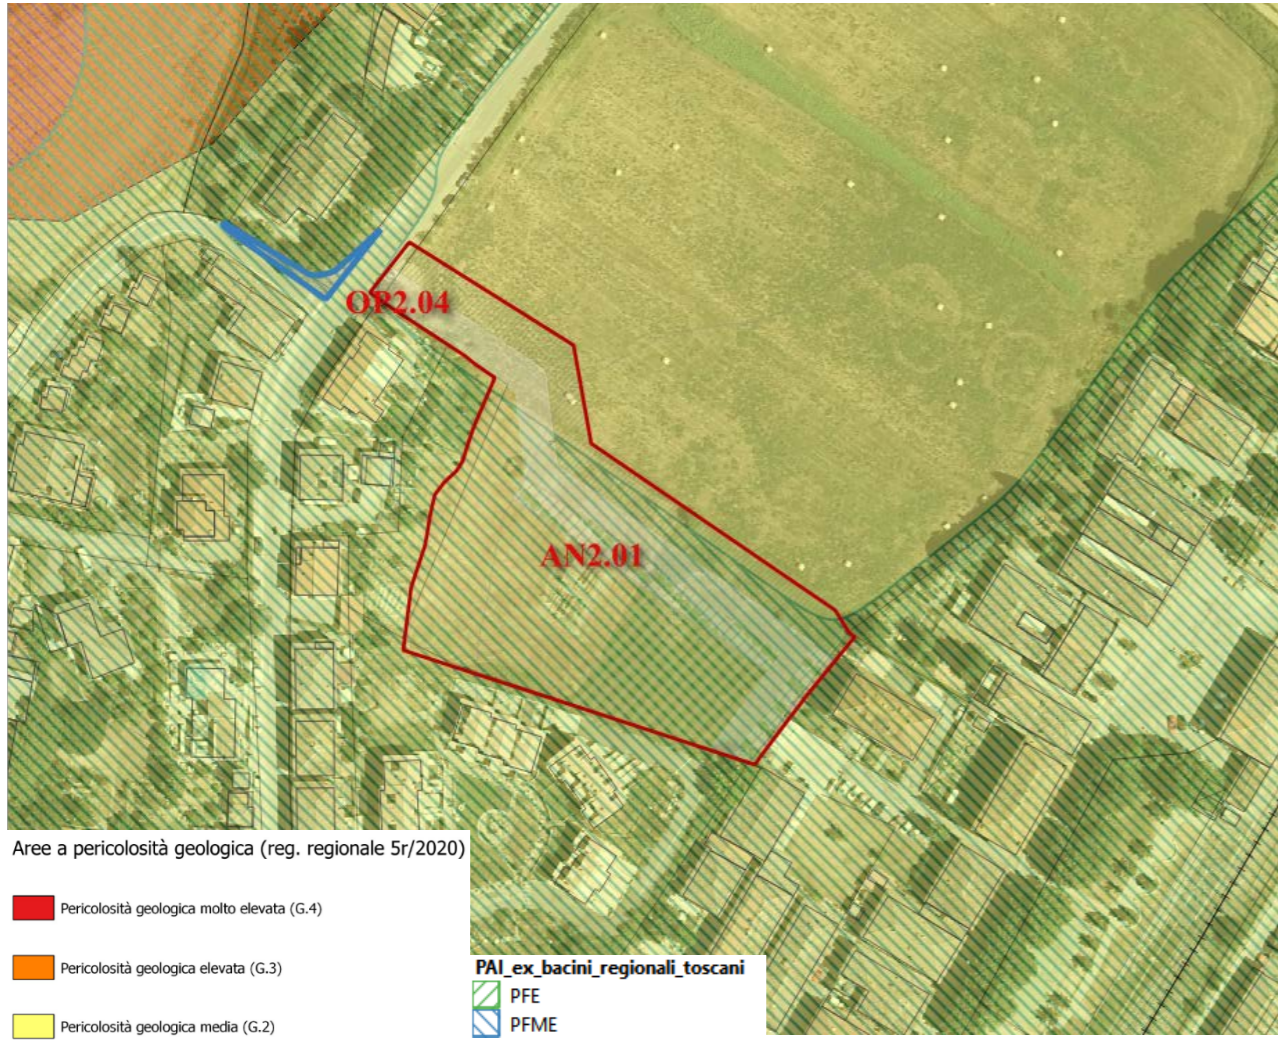 OP2.04
AN2.01
Aree a pericolosità geologica (reg. regionale 5r/2020)
Pericolosità geologica molto elevata (G.4)
Pericolosità geologica elevata (G.3)
Pericolosità geologica media (G.2)
PAI_ex_bacini_regionali_toscani
PFE
PFME